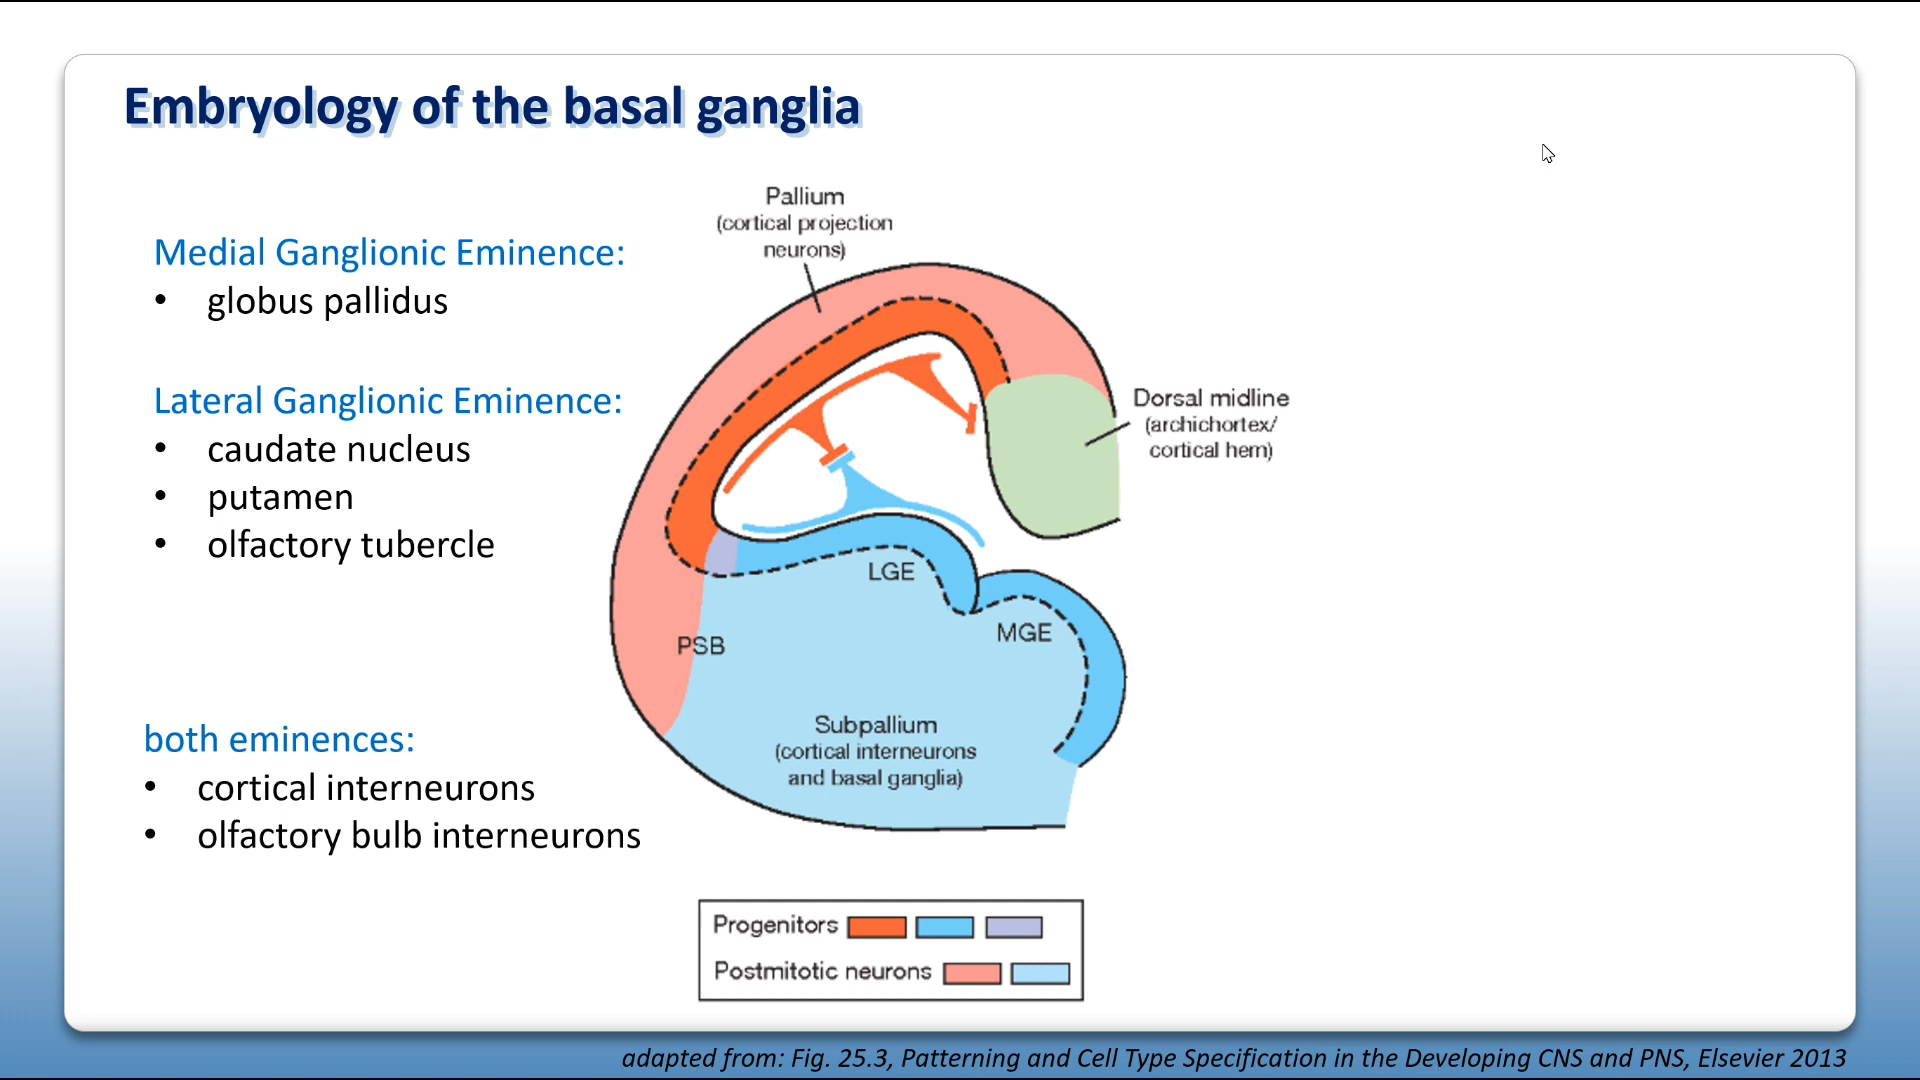 Embryology of the basal ganglia
Medial Ganglionic Eminence:
• globus pallidus
Lateral Ganglionic Eminence:
• caudate nucleus
• putamen
• olfactory tubercle
both eminences:
• cortical interneurons
• olfactory bulb interneurons
Pallium
(cortical projection
neurons)
Dorsal midline
(archichortex/
cortical hem)
LGE
MGE
PSB
Subpallium
(cortical interneurons
and basal ganglia)
Progenitors
Postmitotic neurons
adapted from: Fig. 25.3, Patterning and Cell Type Specification in the Developing CNS and PNS, Elsevier 2013